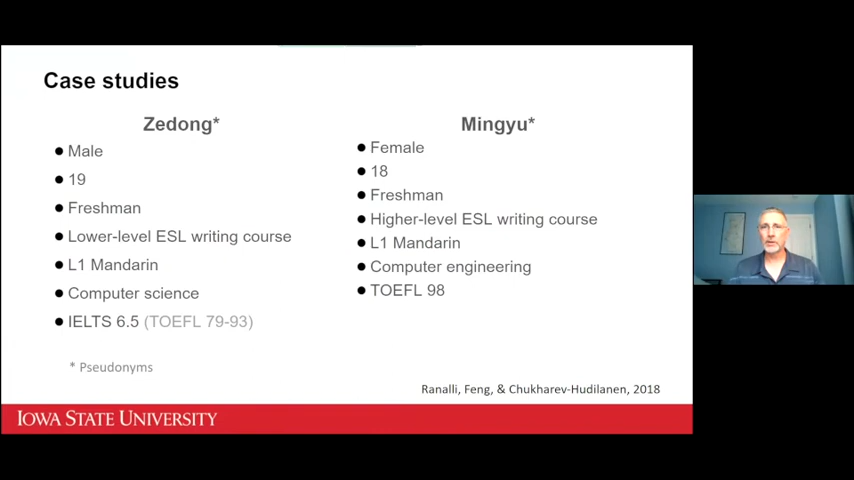 Case studies
Zedong*
● Male
● 19
● Freshman
● Lower-level ESL writing course
● L1 Mandarin
● Computer science
● IELTS 6.5 (TOEFL 79-93)
* Pseudonyms
Mingyu*
● Female
● 18
● Freshman
● Higher-level ESL writing course
● L1 Mandarin
● Computer engineering
● TOEFL 98
Ranalli, Feng, & Chukharev-Hudilanen, 2018
IOWA STATE UNIVERSITY